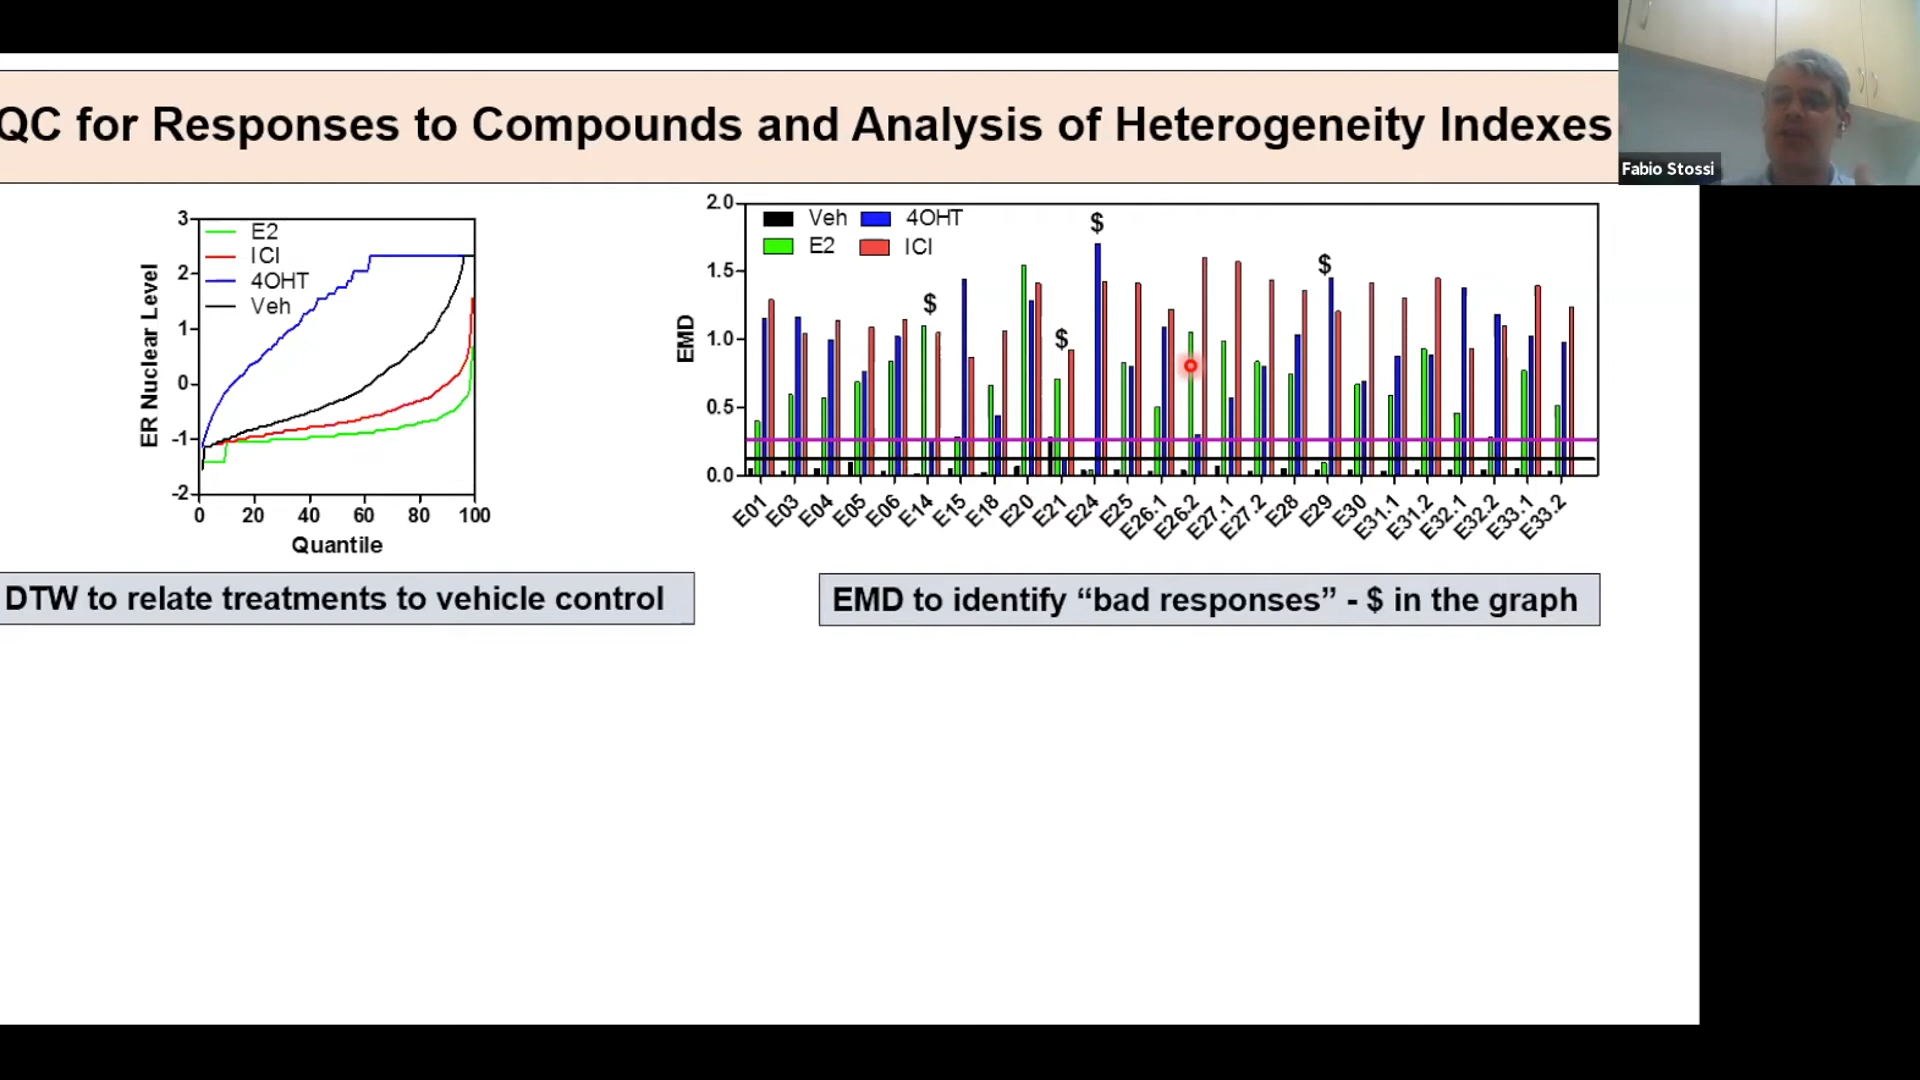 QC for Responses to Compounds and Analysis of Heterogeneity Indexes
Fabio Stossi
3
2
1
0
-1
-2
ER Nuclear Level
E2
ICI
4OHT
Veh
0 20 40 60 80 100
Quantile
DTW to relate treatments to vehicle control
2.0
1.5
1.0
0.5
0.0
EMD
Veh 4OHT
E2 ICI
$
$
$
$
E01 E03 E04 E05 E06 E14 E15 E18 E20 E21 E24 E25 E26.1 E26.2 E27.1 E27.2 E28 E29 E30 E31.1 E31.2 E32.1 E32.2 E33.1 E33.2
EMD to identify “bad responses” - $ in the graph